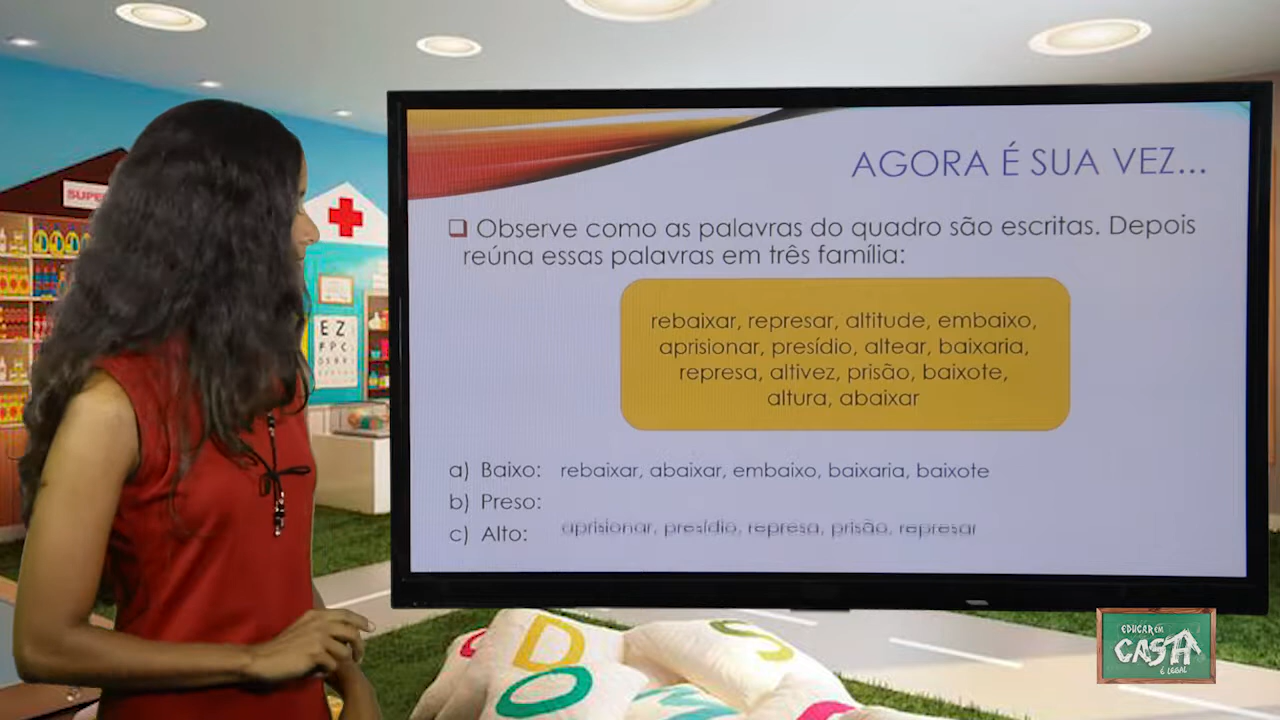 AGORA É SUA VEZ...
Observe como as palavras do quadro são escritas. Depois
reúna essas palavras em três família:
rebaixar, represar, altitude, embaixo,
aprisionar, presídio, altear, baixaria,
represa, altivez, prisão, baixote,
altura, abaixar
a) Baixo: rebaixar, abaixar, embaixo, baixaria, baixote
b) Preso:
c) Alto: aprisionar, presídio, represa, prisão, represar
SUPE
E Z
F P C
D
O
S
EDUCAR EM
CASA
É LEGAL